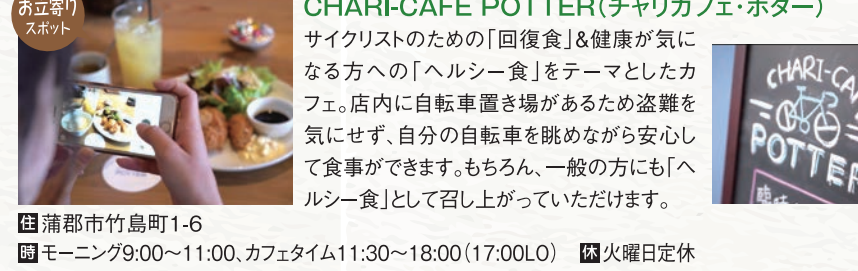 お立寄り
スポット
CHARI-CAFE POTTER(チャリカフェ・ポター)
サイクリストのための「回復食」&健康が気に
なる方への「ヘルシー食」をテーマとしたカ
フェ。店内に自転車置き場があるため盗難を
気にせず、自分の自転車を眺めながら安心し
て食事ができます。もちろん、一般の方にも「ヘ
ルシー食」として召し上がっていただけます。
CHARI-CA
POTTER
住 蒲郡市竹島町1-6
時 モーニング9:00〜11:00、カフェタイム11:30〜18:00(17:00LO) 休 火曜日定休